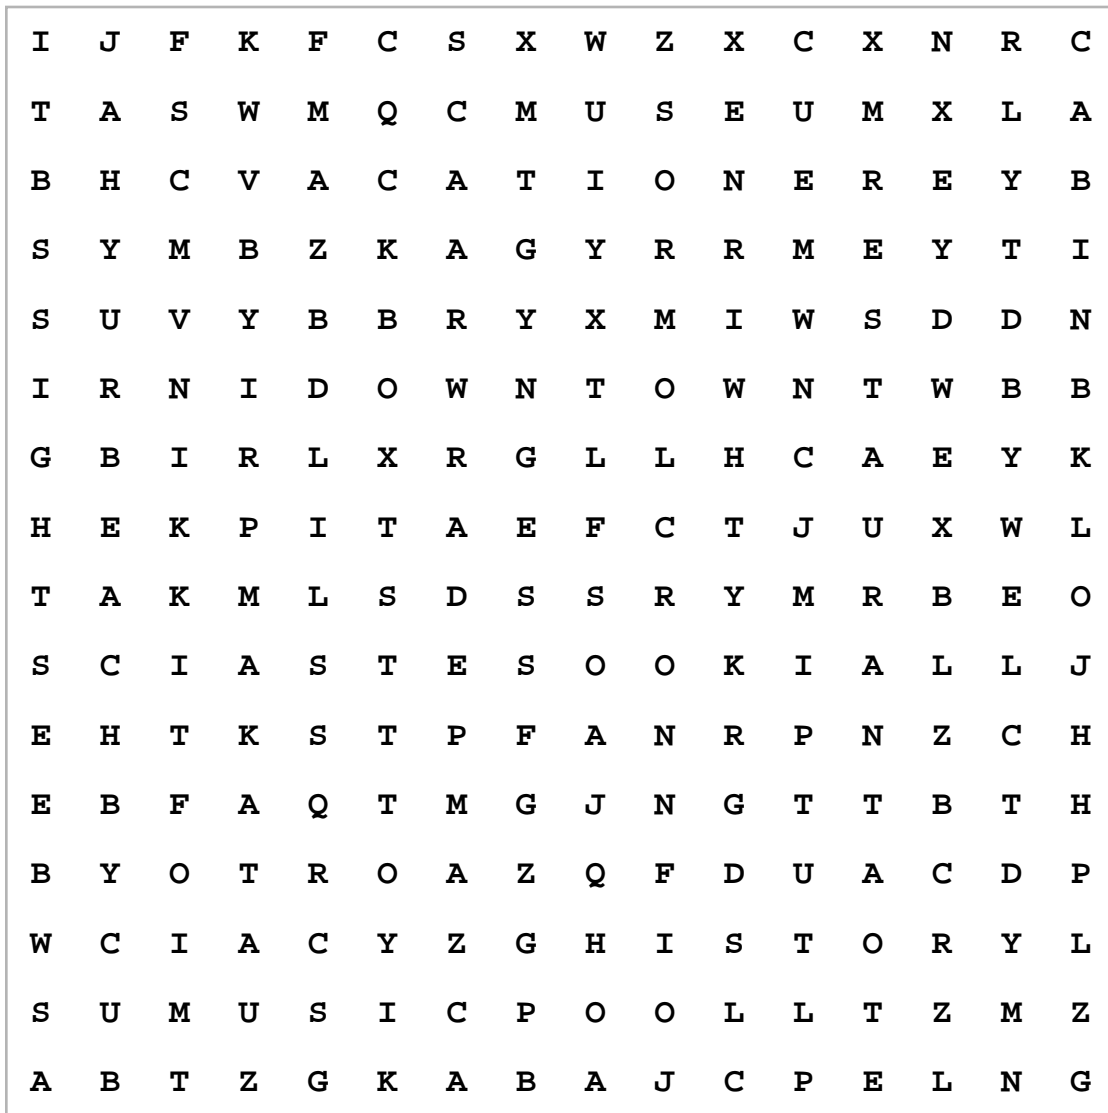 I J F K F C S X W Z X C X N R C
T A S W M Q C M U S E U M X L A
B H C V A C A T I O N E R E Y B
S Y M B Z K A G Y R R M E Y T I
S U V Y B B R Y X M I W S D D N
I R N I D O W N T O W N T W B B
G B I R L X R G L L H C A E Y K
H E K P I T A E F C T J U X W L
T A K M L S D S S R Y M R B E O
S C I A S T E S O O K I A L L J
E H T K S T P F A N R P N Z C H
E B F A Q T M G J N G T T B T H
B Y O T R O A Z Q F D U A C D P
W C I A C Y Z G H I S T O R Y L
S U M U S I C P O O L L T Z M Z
A B T Z G K A B A J C P E L N G